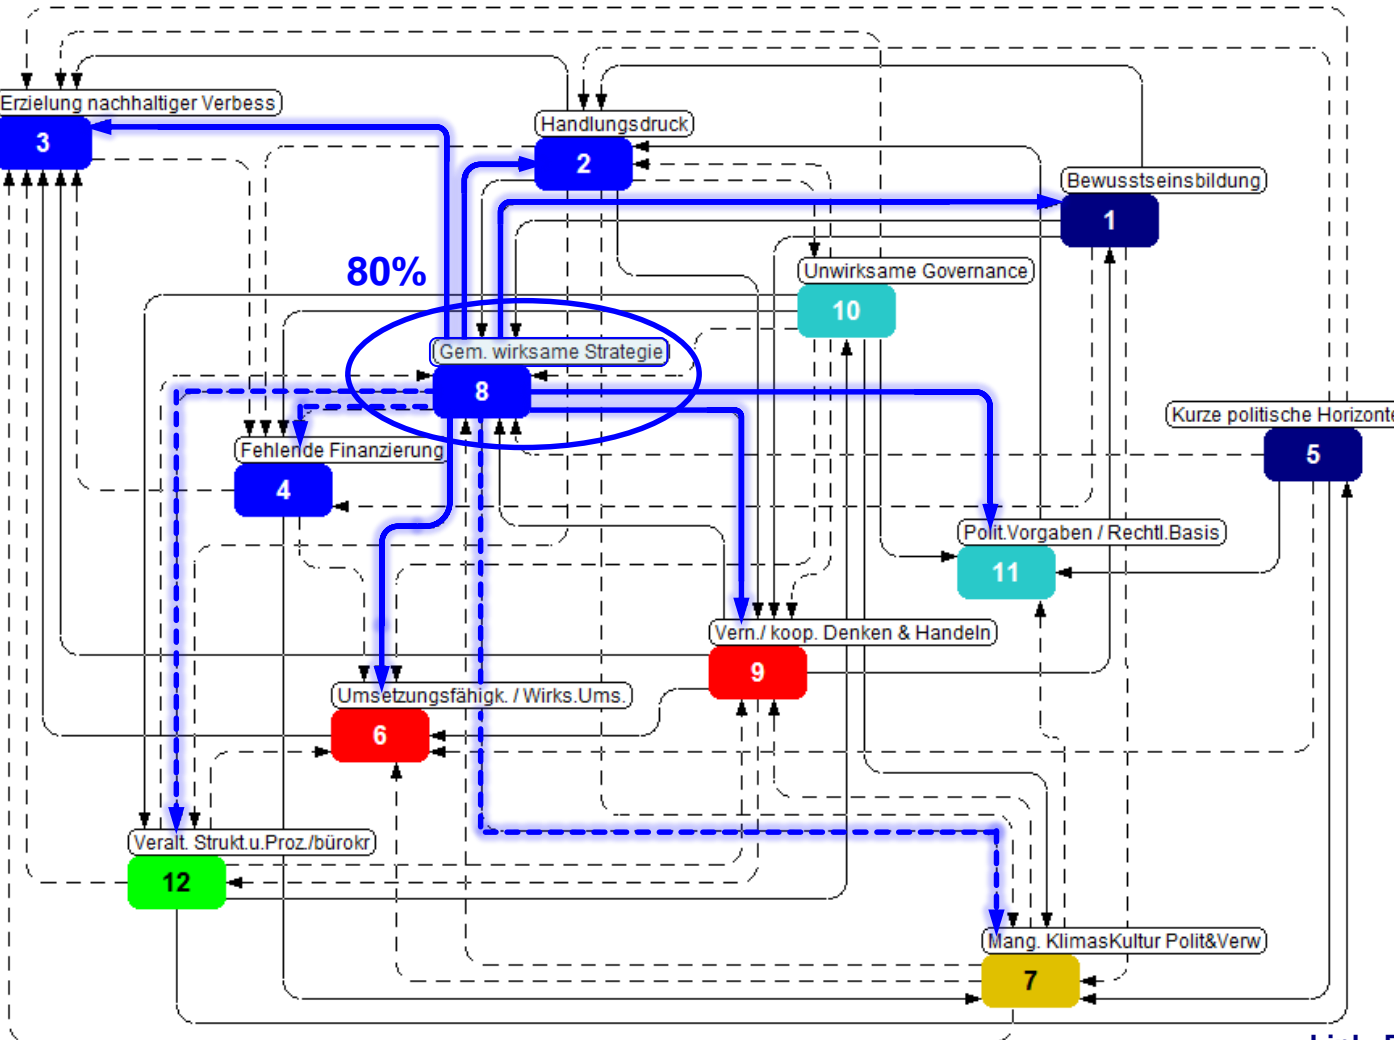 Erzielung nachhaltiger Verbess
3
Handlungsdruck
2
Bewusstseinsbildung
1
80%
Unwirksame Governance
10
Gem. wirksame Strategie
8
Kurze politische Horizonte
5
Fehlende Finanzierung
4
Polit.Vorgaben / Rechtl.Basis
11
Vern./ koop. Denken & Handeln
9
Umsetzungsfähigk. / Wirks.Ums.
6
Veralt. Strukt.u.Proz./bürokr
12
Mang. KlimasKultur Polit&Verw
7